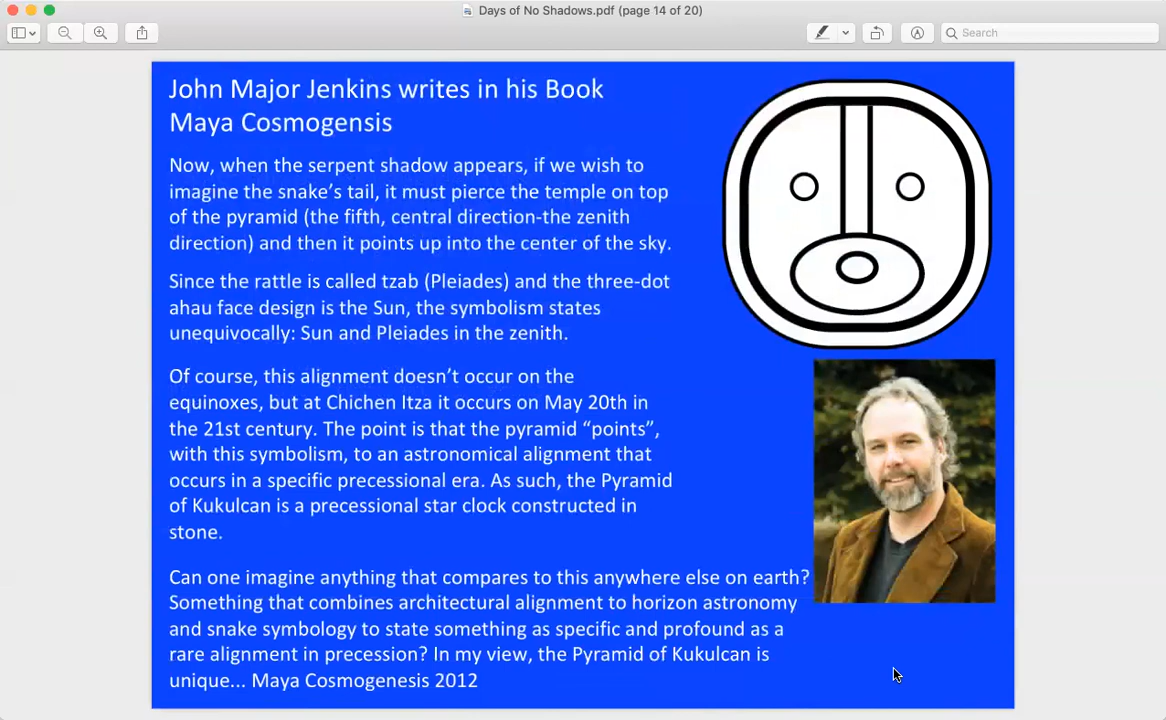 Days of No Shadows.pdf (page 14 of 20)
Search
John Major Jenkins writes in his Book
Maya Cosmogensis
Now, when the serpent shadow appears, if we wish to
imagine the snake's tail, it must pierce the temple on top
of the pyramid (the fifth, central direction-the zenith
direction) and then it points up into the center of the sky.
Since the rattle is called tzab (Pleiades) and the three-dot
ahau face design is the Sun, the symbolism states
unequivocally: Sun and Pleiades in the zenith.
Of course, this alignment doesn't occur on the
equinoxes, but at Chichen Itza it occurs on May 20th in
the 21st century. The point is that the pyramid "points",
with this symbolism, to an astronomical alignment that
occurs in a specific precessional era. As such, the Pyramid
of Kukulcan is a precessional star clock constructed in
stone.
Can one imagine anything that compares to this anywhere else on earth?
Something that combines architectural alignment to horizon astronomy
and snake symbology to state something as specific and profound as a
rare alignment in precession? In my view, the Pyramid of Kukulcan is
unique... Maya Cosmogenesis 2012